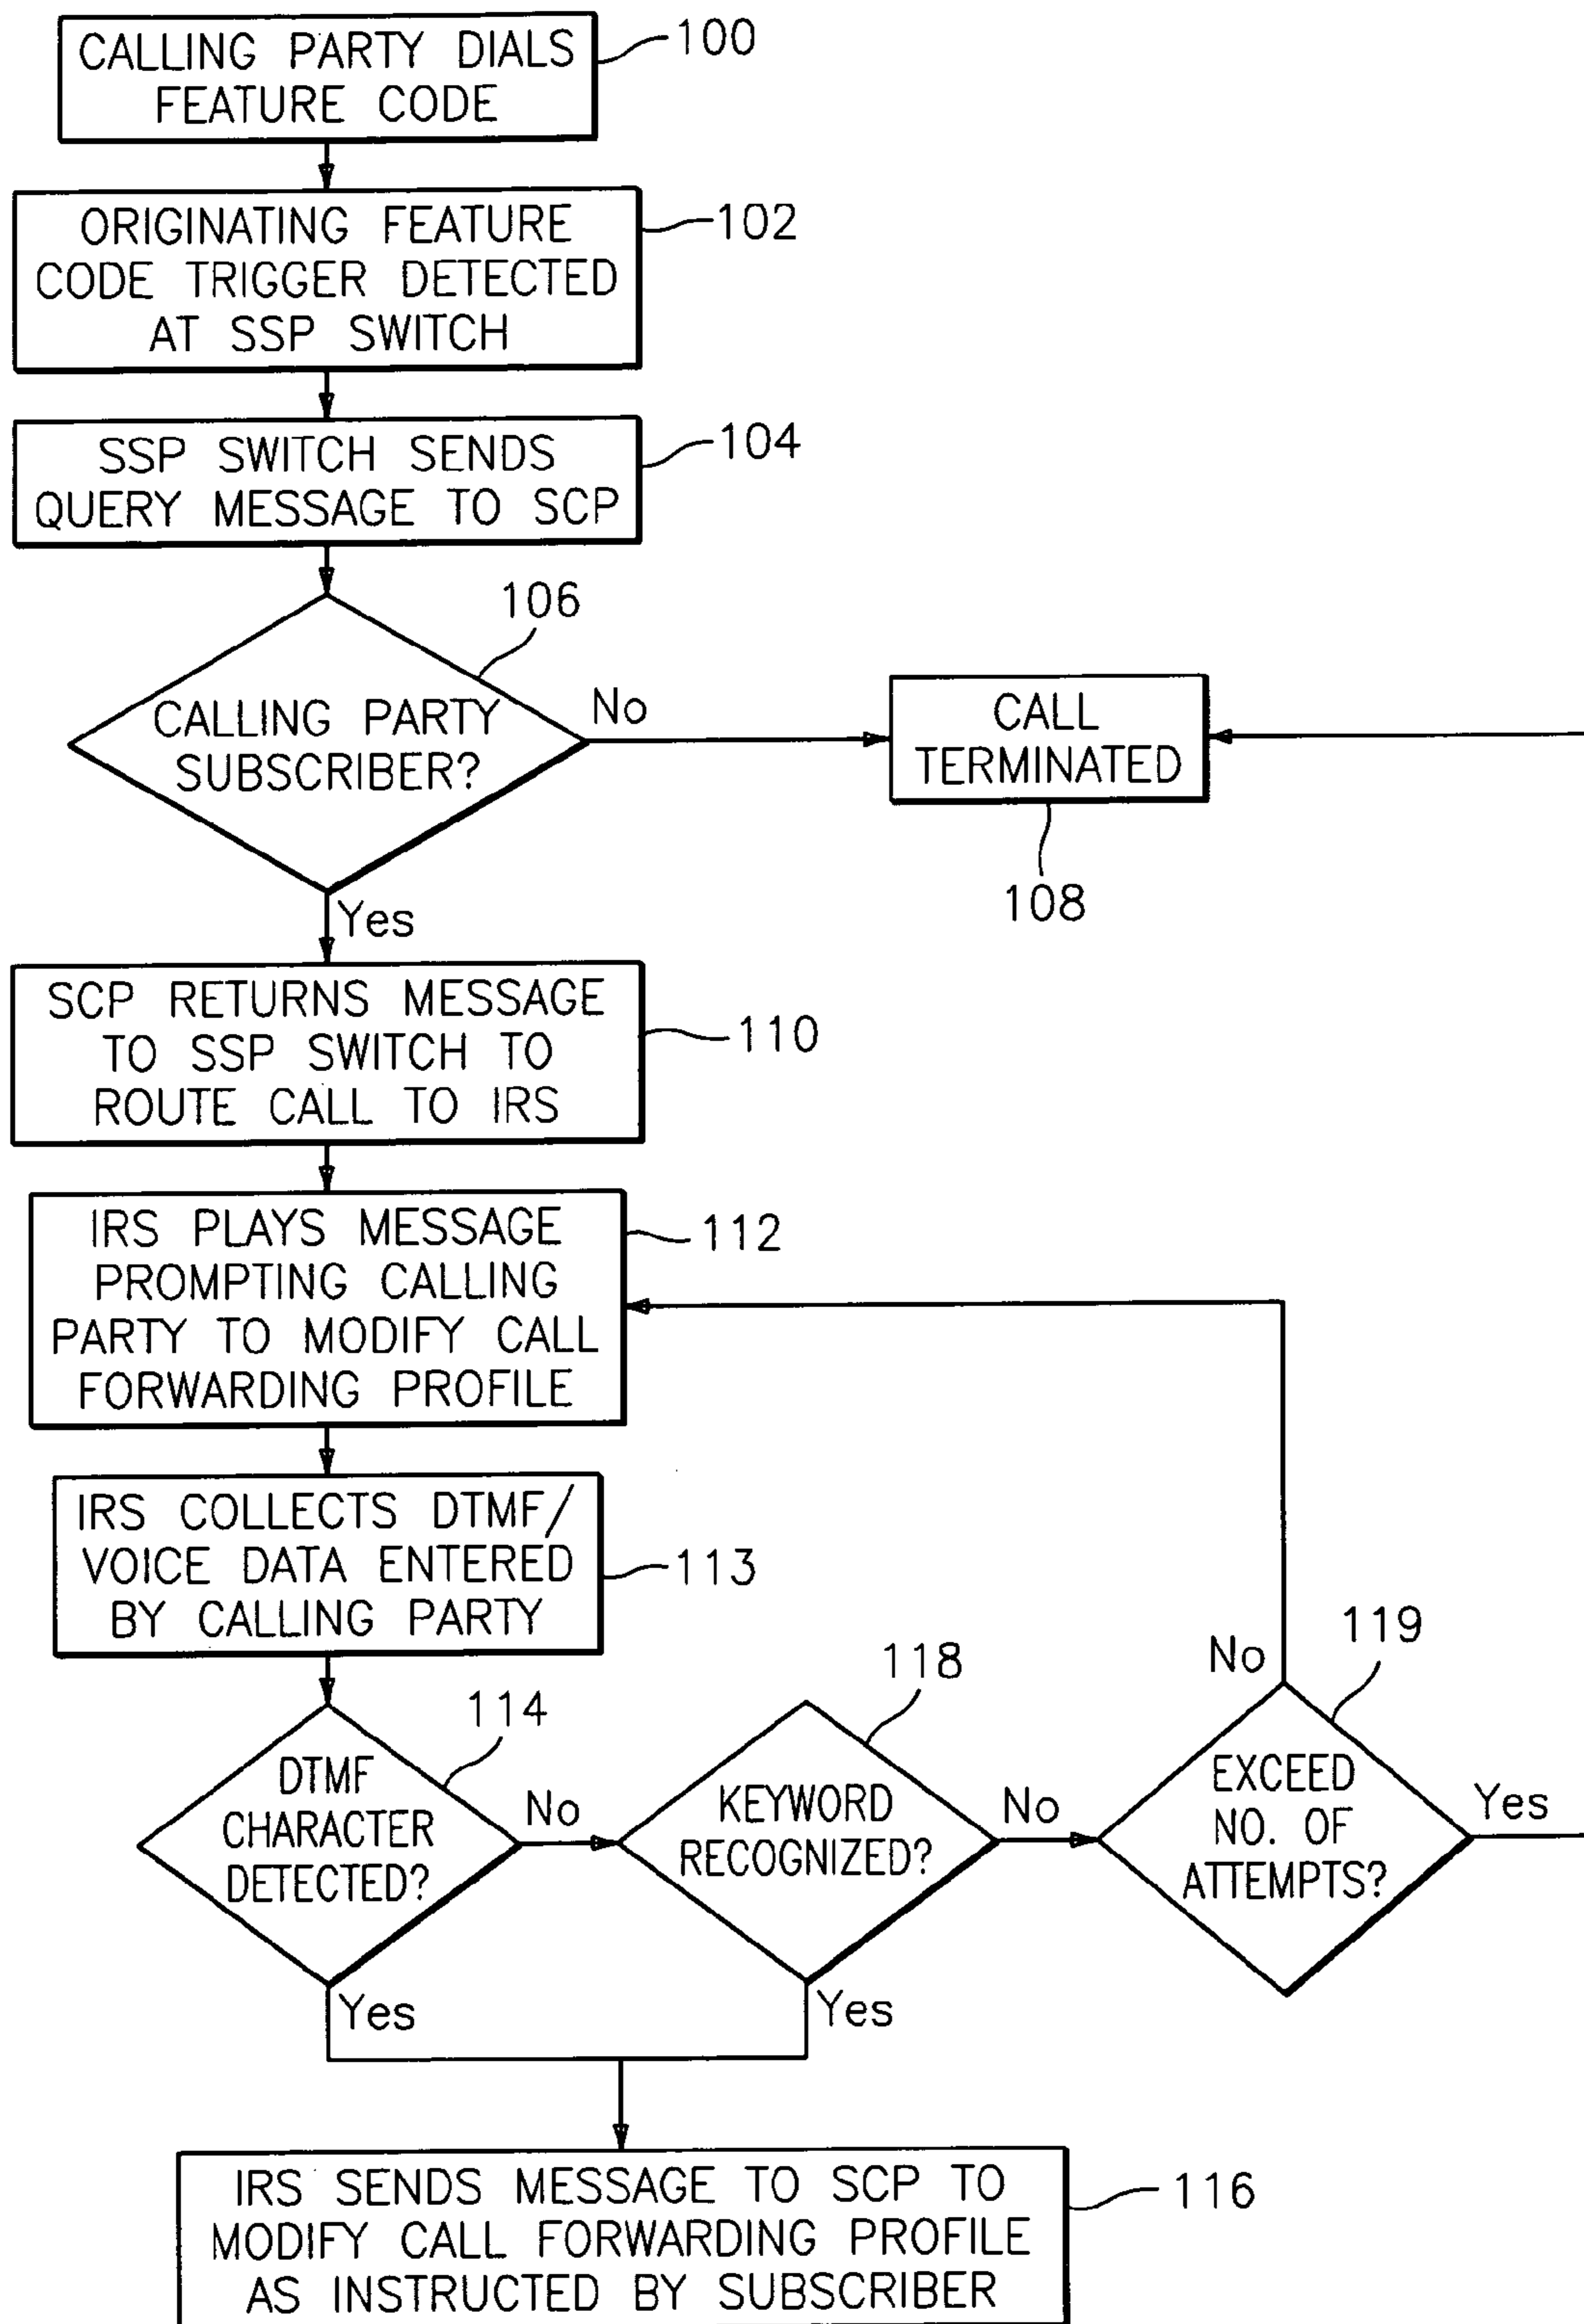 CALLING PARTY DIALS
FEATURE CODE
100
ORIGINATING FEATURE
CODE TRIGGER DETECTED
AT SSP SWITCH
102
SSP SWITCH SENDS
QUERY MESSAGE TO SCP
104
106
CALLING PARTY
SUBSCRIBER?
No
CALL
TERMINATED
108
Yes
SCP RETURNS MESSAGE
TO SSP SWITCH TO
ROUTE CALL TO IRS
110
IRS PLAYS MESSAGE
PROMPTING CALLING
PARTY TO MODIFY CALL
FORWARDING PROFILE
112
IRS COLLECTS DTMF/
VOICE DATA ENTERED
BY CALLING PARTY
113
114
DTMF
CHARACTER
DETECTED?
No
Yes
118
KEYWORD
RECOGNIZED?
No
Yes
119
No
EXCEED
NO. OF
ATTEMPTS?
Yes
IRS SENDS MESSAGE TO SCP TO
MODIFY CALL FORWARDING PROFILE
AS INSTRUCTED BY SUBSCRIBER
116